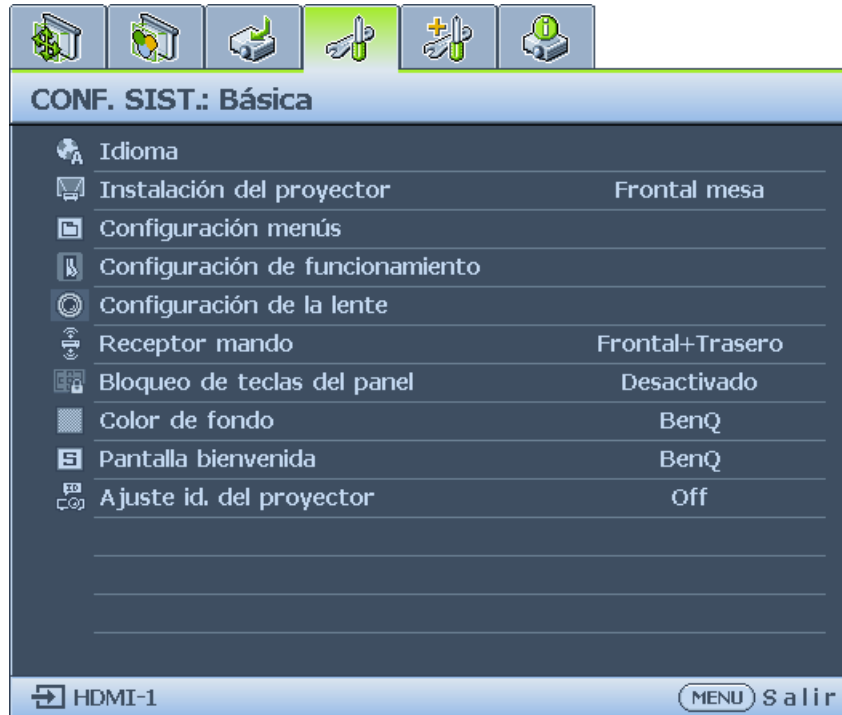 CONF. SIST.: Básica
Idioma
Instalación del proyector Frontal mesa
Configuración menús
Configuración de funcionamiento
Configuración de la lente
Receptor mando Frontal+Trasero
Bloqueo de teclas del panel Desactivado
Color de fondo BenQ
Pantalla bienvenida BenQ
Ajuste id. del proyector Off
HDMI-1 MENU Salir